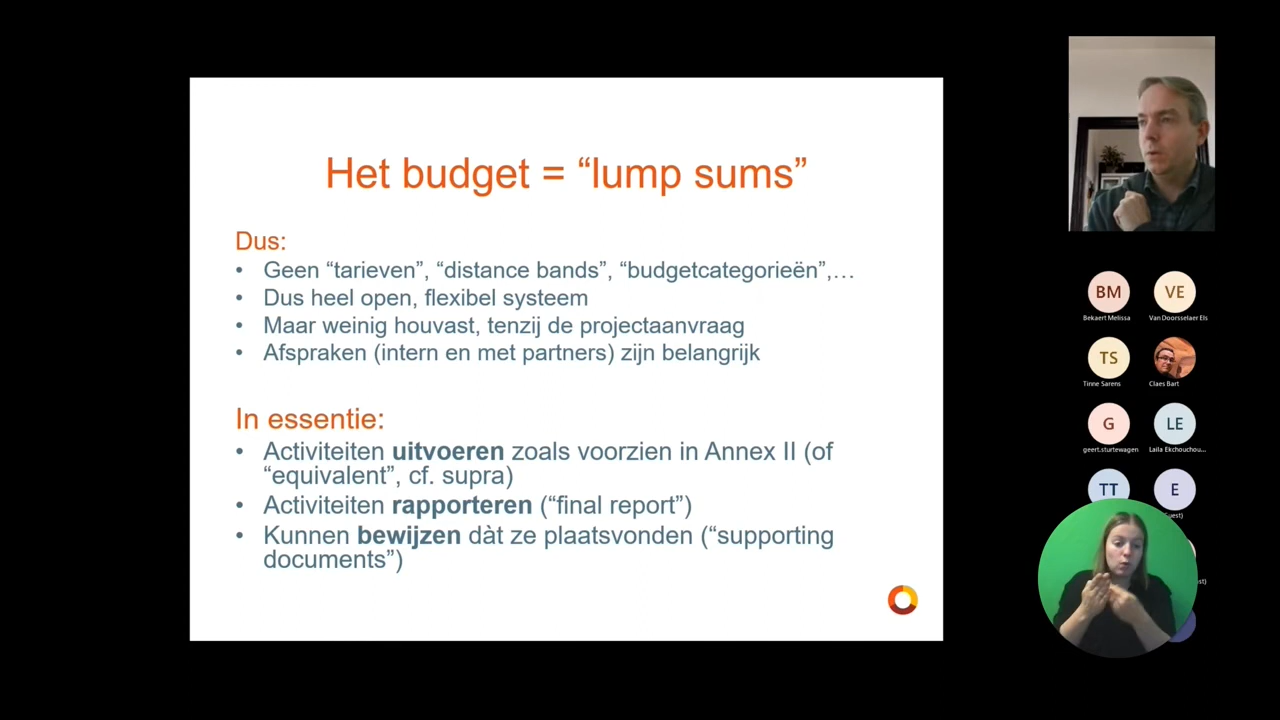 Het budget = “lump sums”
Dus:
• Geen “tarieven”, “distance bands”, “budgetcategorieën”,…
• Dus heel open, flexibel systeem
• Maar weinig houvast, tenzij de projectaanvraag
• Afspraken (intern en met partners) zijn belangrijk
In essentie:
• Activiteiten uitvoeren zoals voorzien in Annex II (of
“equivalent”, cf. supra)
• Activiteiten rapporteren (“final report”)
• Kunnen bewijzen dàt ze plaatsvonden (“supporting
documents”)
BM VE
Bekaert Melissa Van Doorsselaer Els
TS
Tinne Sarens Claes Bart
G LE
geert.sturtewagen Laila Ekchouchou...
TT E